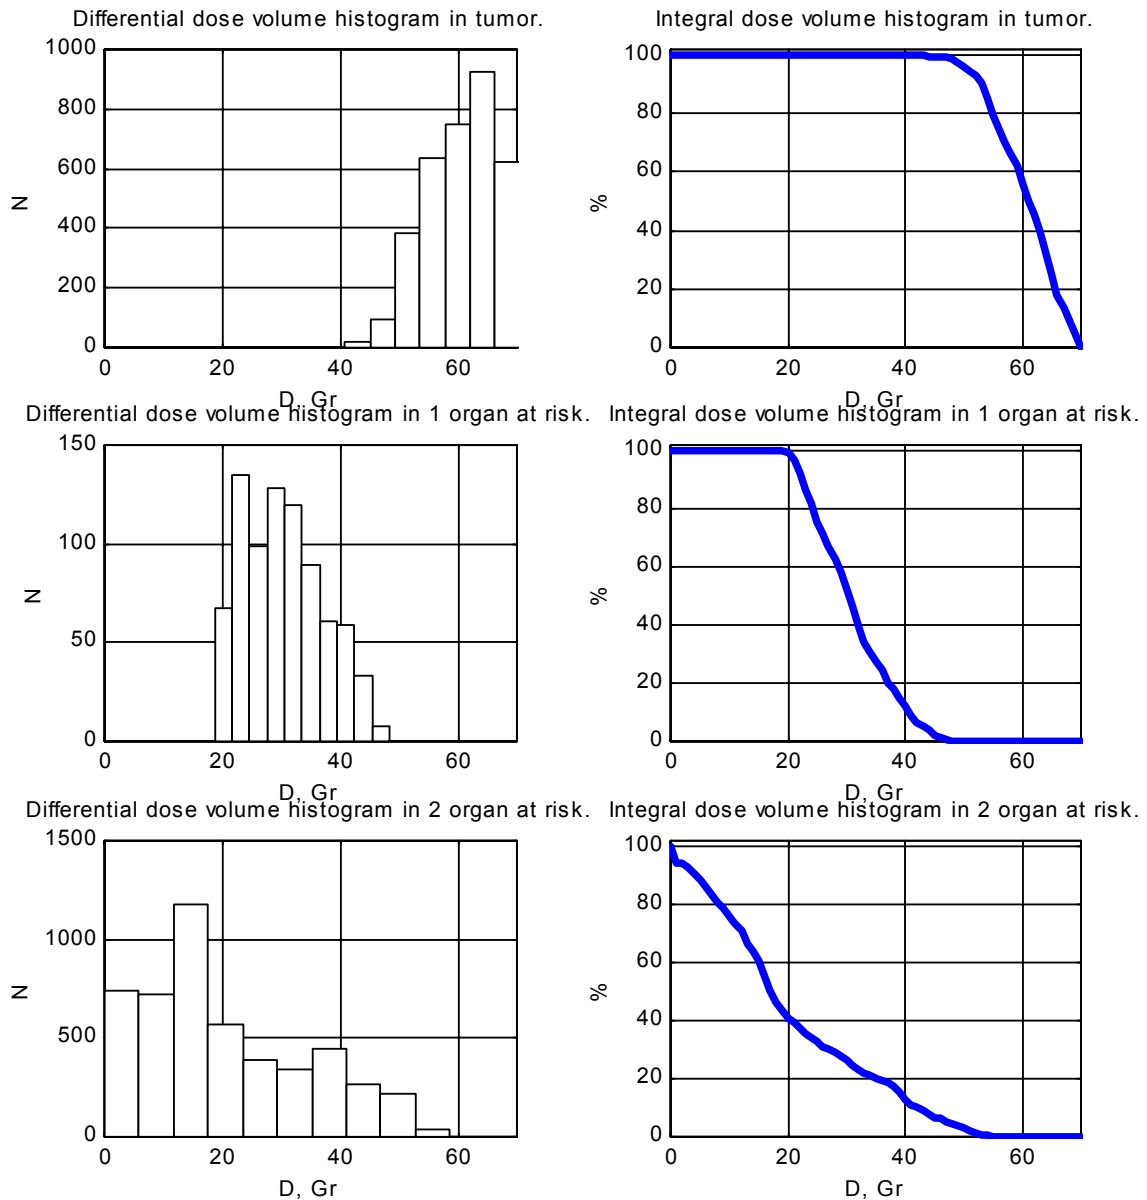 Differential dose volume histogram in tumor.
1000
800
600
400
200
0
N
0 20 40 60
D, Gr
Integral dose volume histogram in tumor.
100
80
60
40
20
0
%
0 20 40 60
D, Gr
Differential dose volume histogram in 1 organ at risk.
150
100
50
0
N
0 20 40 60
D, Gr
Integral dose volume histogram in 1 organ at risk.
100
80
60
40
20
0
%
0 20 40 60
D, Gr
Differential dose volume histogram in 2 organ at risk.
1500
1000
500
0
N
0 20 40 60
D, Gr
Integral dose volume histogram in 2 organ at risk.
100
80
60
40
20
0
%
0 20 40 60
D, Gr